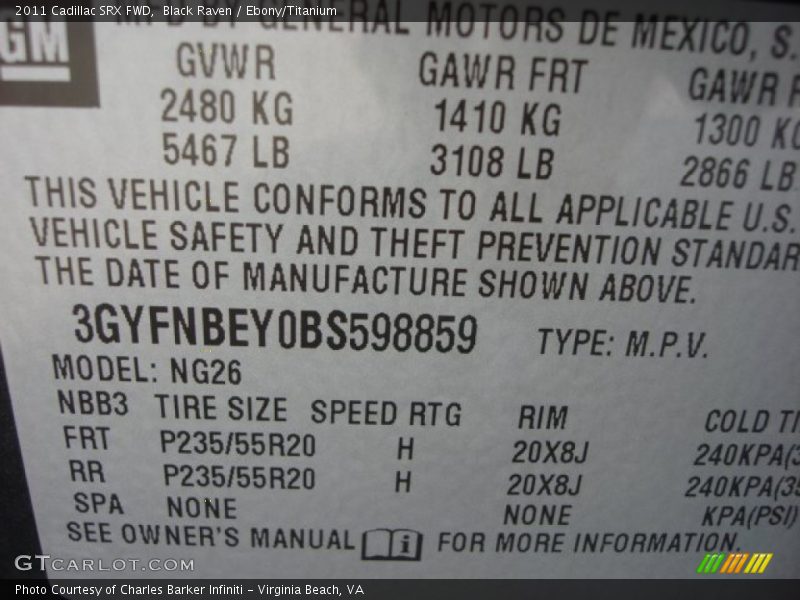 2011 Cadillac SRX FWD, Black Raven / Ebony/Titanium
GENERAL MOTORS DE MEXICO, S.
GM
GVWR GAWR FRT GAWR
2480 KG 1410 KG 1300 KG
5467 LB 3108 LB 2866 LB
THIS VEHICLE CONFORMS TO ALL APPLICABLE U.S.
VEHICLE SAFETY AND THEFT PREVENTION STANDAR
THE DATE OF MANUFACTURE SHOWN ABOVE.
3GYFNBEY0BS598859 TYPE: M.P.V.
MODEL: NG26
NBB3 TIRE SIZE SPEED RTG RIM COLD TI
FRT P235/55R20 H 20X8J 240KPA(3
RR P235/55R20 H 20X8J 240KPA(35
SPA NONE NONE KPA(PSI)
SEE OWNER'S MANUAL i FOR MORE INFORMATION.
GTcarlot.com
Photo Courtesy of Charles Barker Infiniti - Virginia Beach, VA